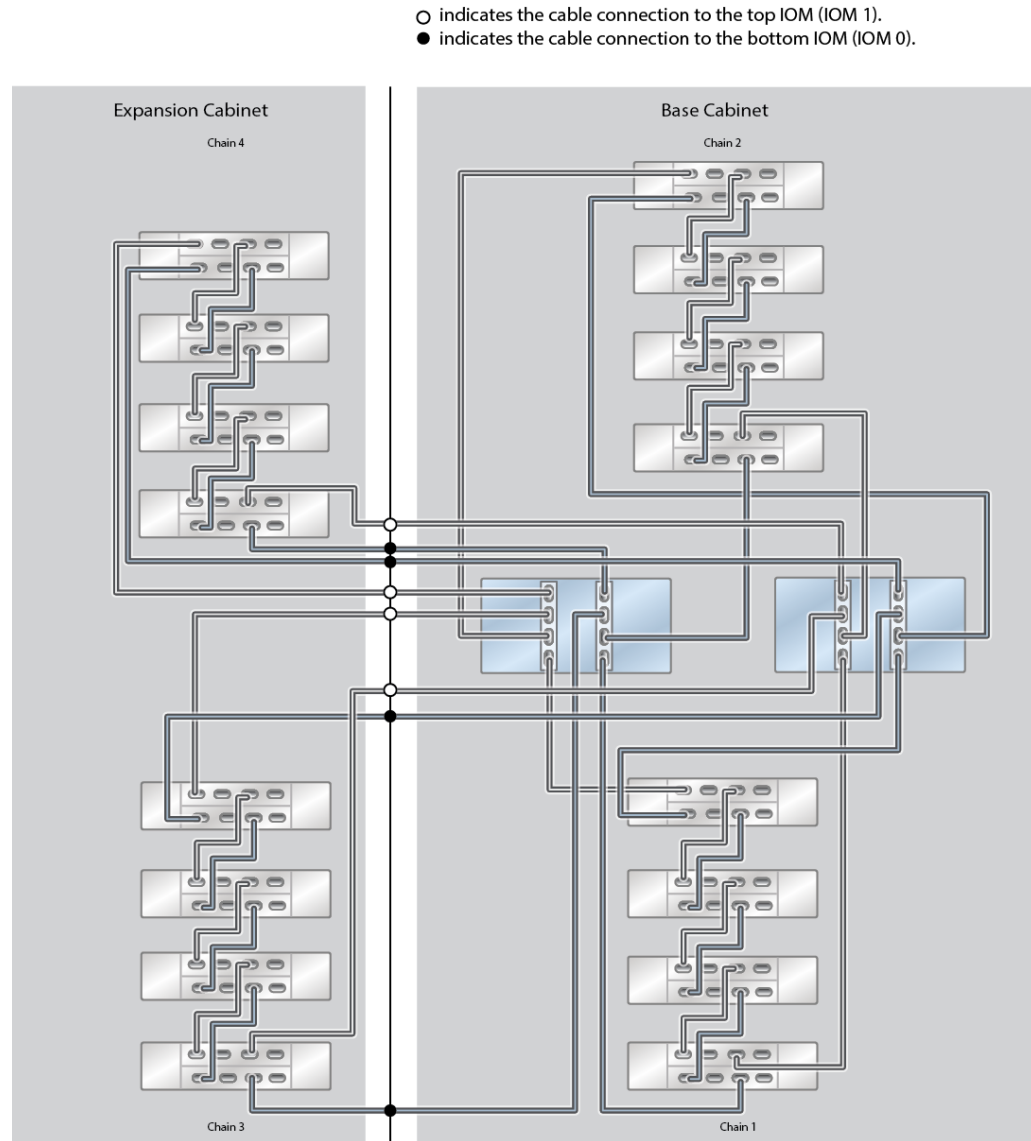 indicates the cable connection to the top IOM (IOM 1).
indicates the cable connection to the bottom IOM (IOM 0).
Expansion Cabinet
Base Cabinet
Chain 4
Chain 2
Chain 3
Chain 1